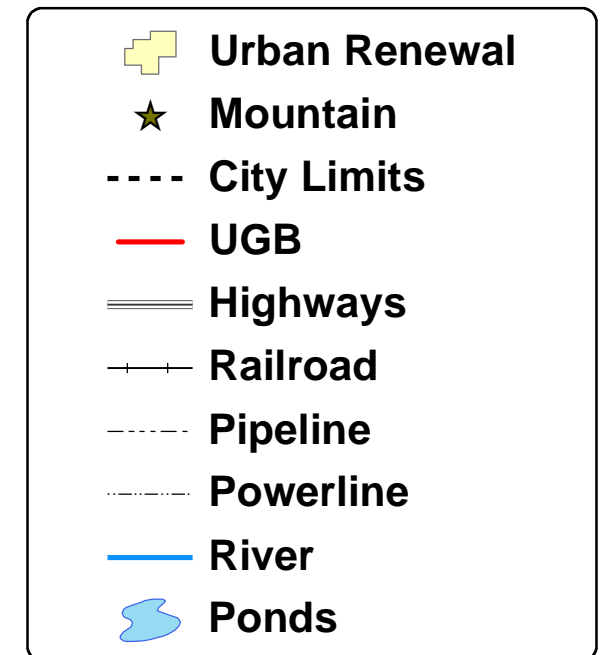 Urban Renewal
Mountain
City Limits
UGB
Highways
Railroad
Pipeline
Powerline
River
Ponds